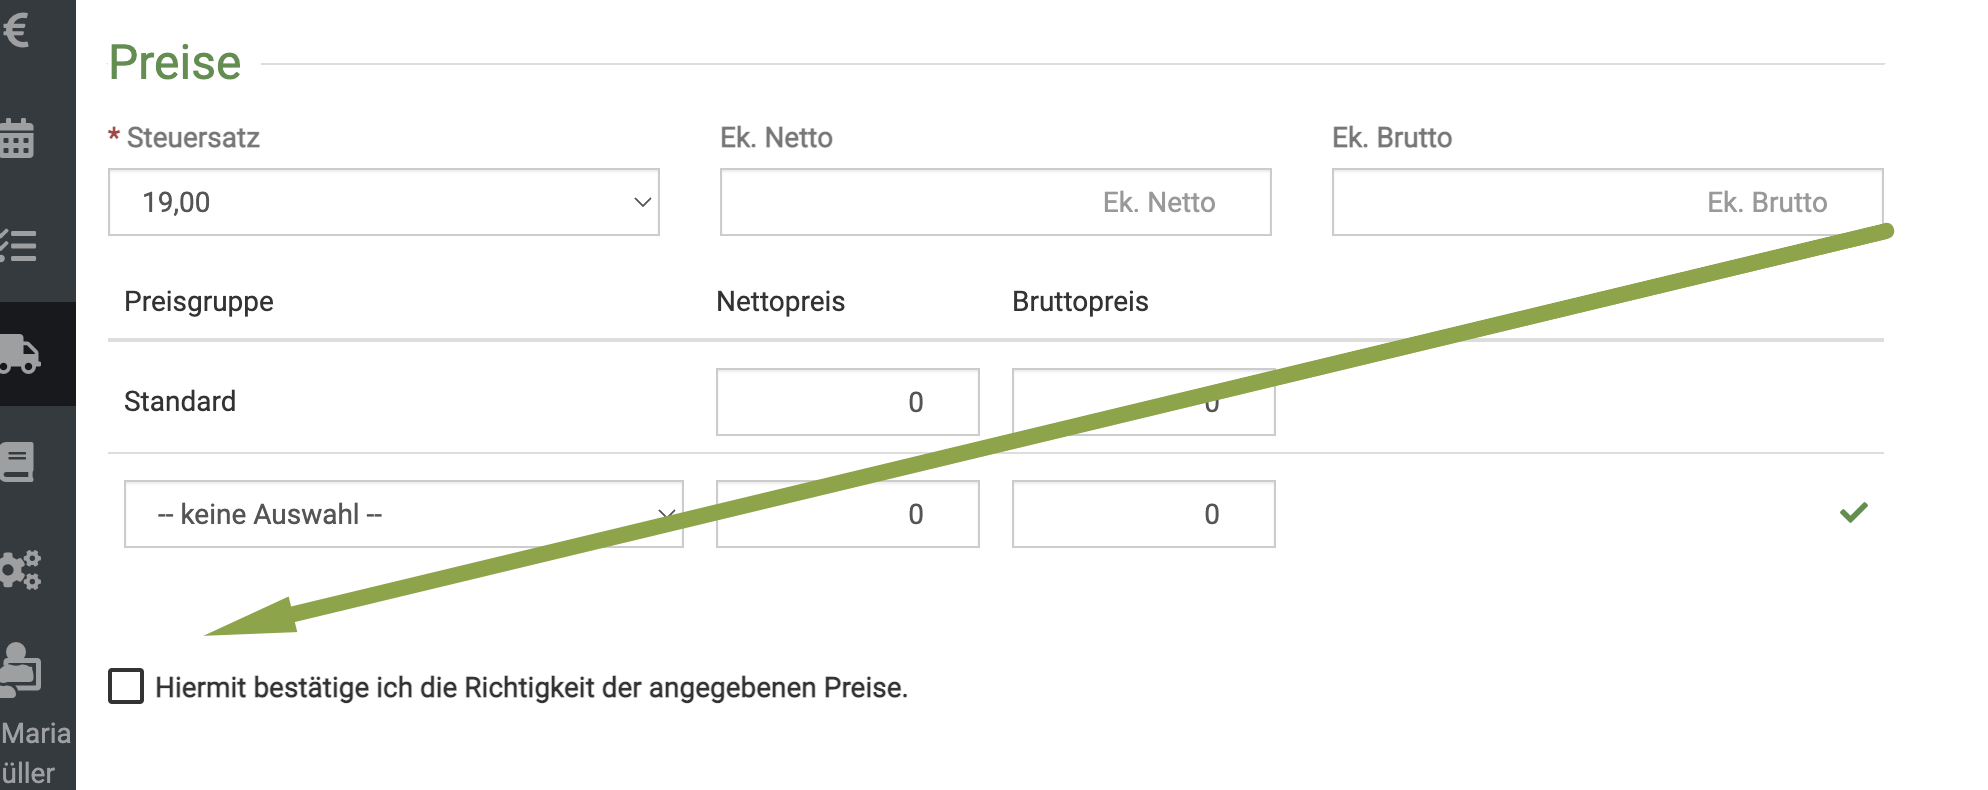 €
Preise
* Steuersatz
Ek. Netto
Ek. Brutto
19,00
Ek. Netto
Ek. Brutto
Preisgruppe
Nettopreis
Bruttopreis
Standard
0
0
-- keine Auswahl --
0
0
Hiermit bestätige ich die Richtigkeit der angegebenen Preise.
Maria
üller